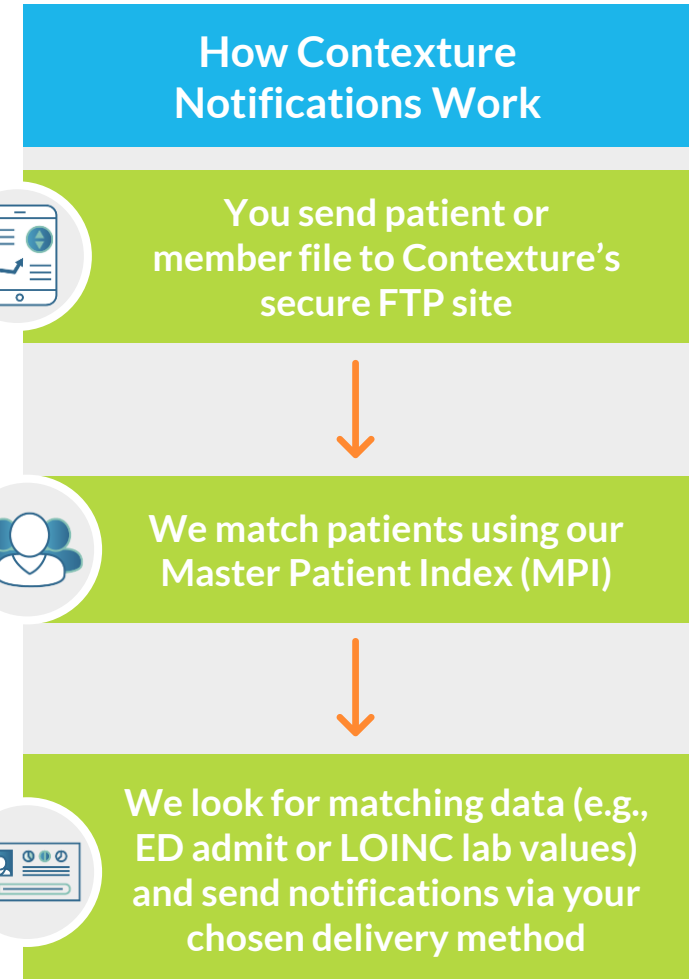 How Contexture
Notifications Work
You send patient or
member file to Contexture’s
secure FTP site
We match patients using our
Master Patient Index (MPI)
We look for matching data (e.g.,
ED admit or LOINC lab values)
and send notifications via your
chosen delivery method